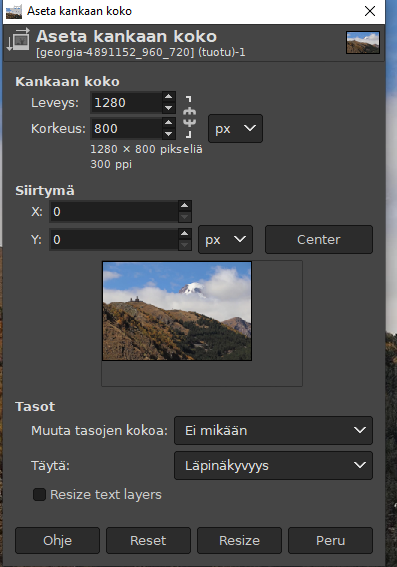 Aseta kankaan koko
Aseta kankaan koko
[georgia-4891152_960_720] (tuotu)-1
Kankaan koko
Leveys: 1280
Korkeus: 800 px
1280 × 800 pikseliä
300 ppi
Siirtymä
X: 0
Y: 0 px Center
Tasot
Muuta tasojen kokoa: Ei mikään
Täytä: Läpinäkyvyys
Resize text layers
Ohje Reset Resize Peru